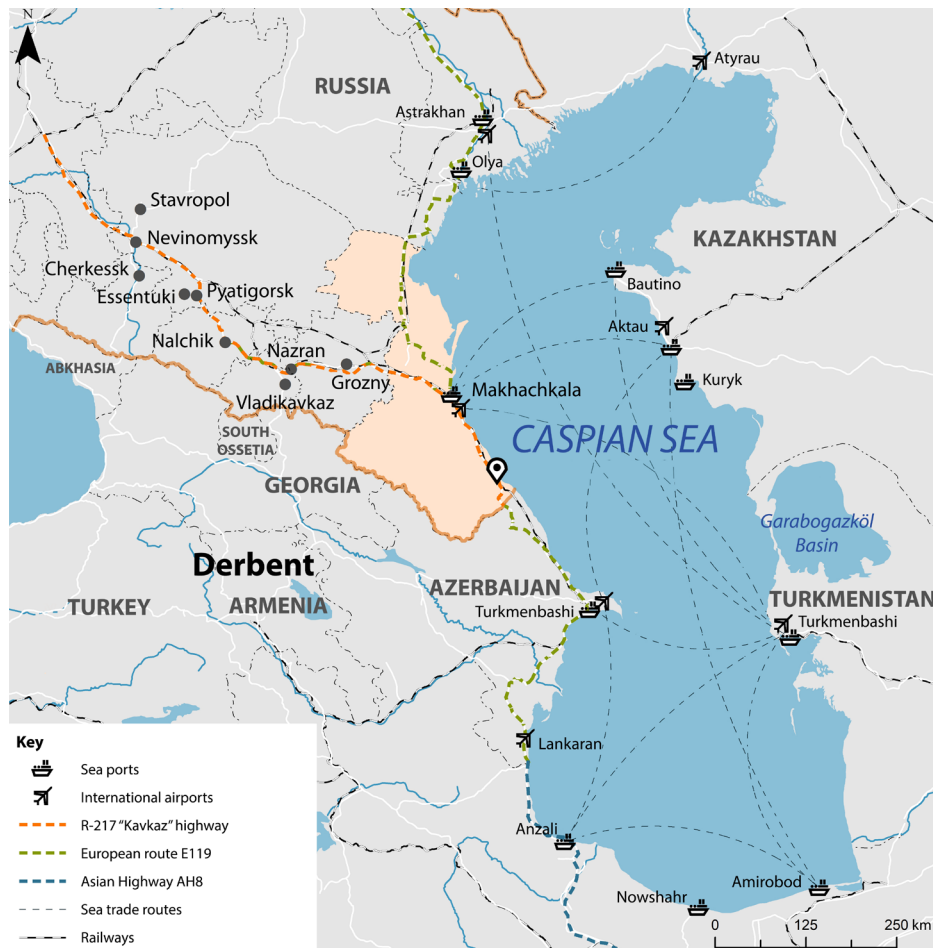 N
Atyrau
RUSSIA
Astrakhan
Olya
Stavropol
Nevinomyssk
KAZAKHSTAN
Cherkessk
Bautino
Essentuki
Pyatigorsk
Aktau
Nalchik
Nazran
ABKHASIA
Grozny
Kuryk
Vladikavkaz
Makhachkala
SOUTH
OSSETIA
CASPIAN SEA
GEORGIA
Garabogazköl
Basin
Derbent
AZERBAIJAN
TURKEY
ARMENIA
Turkmenbashi
TURKMENISTAN
Turkmenbashi
Lankaran
Anzali
Amirobod
Nowshahr
0 125 250 km
Key
Sea ports
International airports
R-217 “Kavkaz” highway
European route E119
Asian Highway AH8
Sea trade routes
Railways